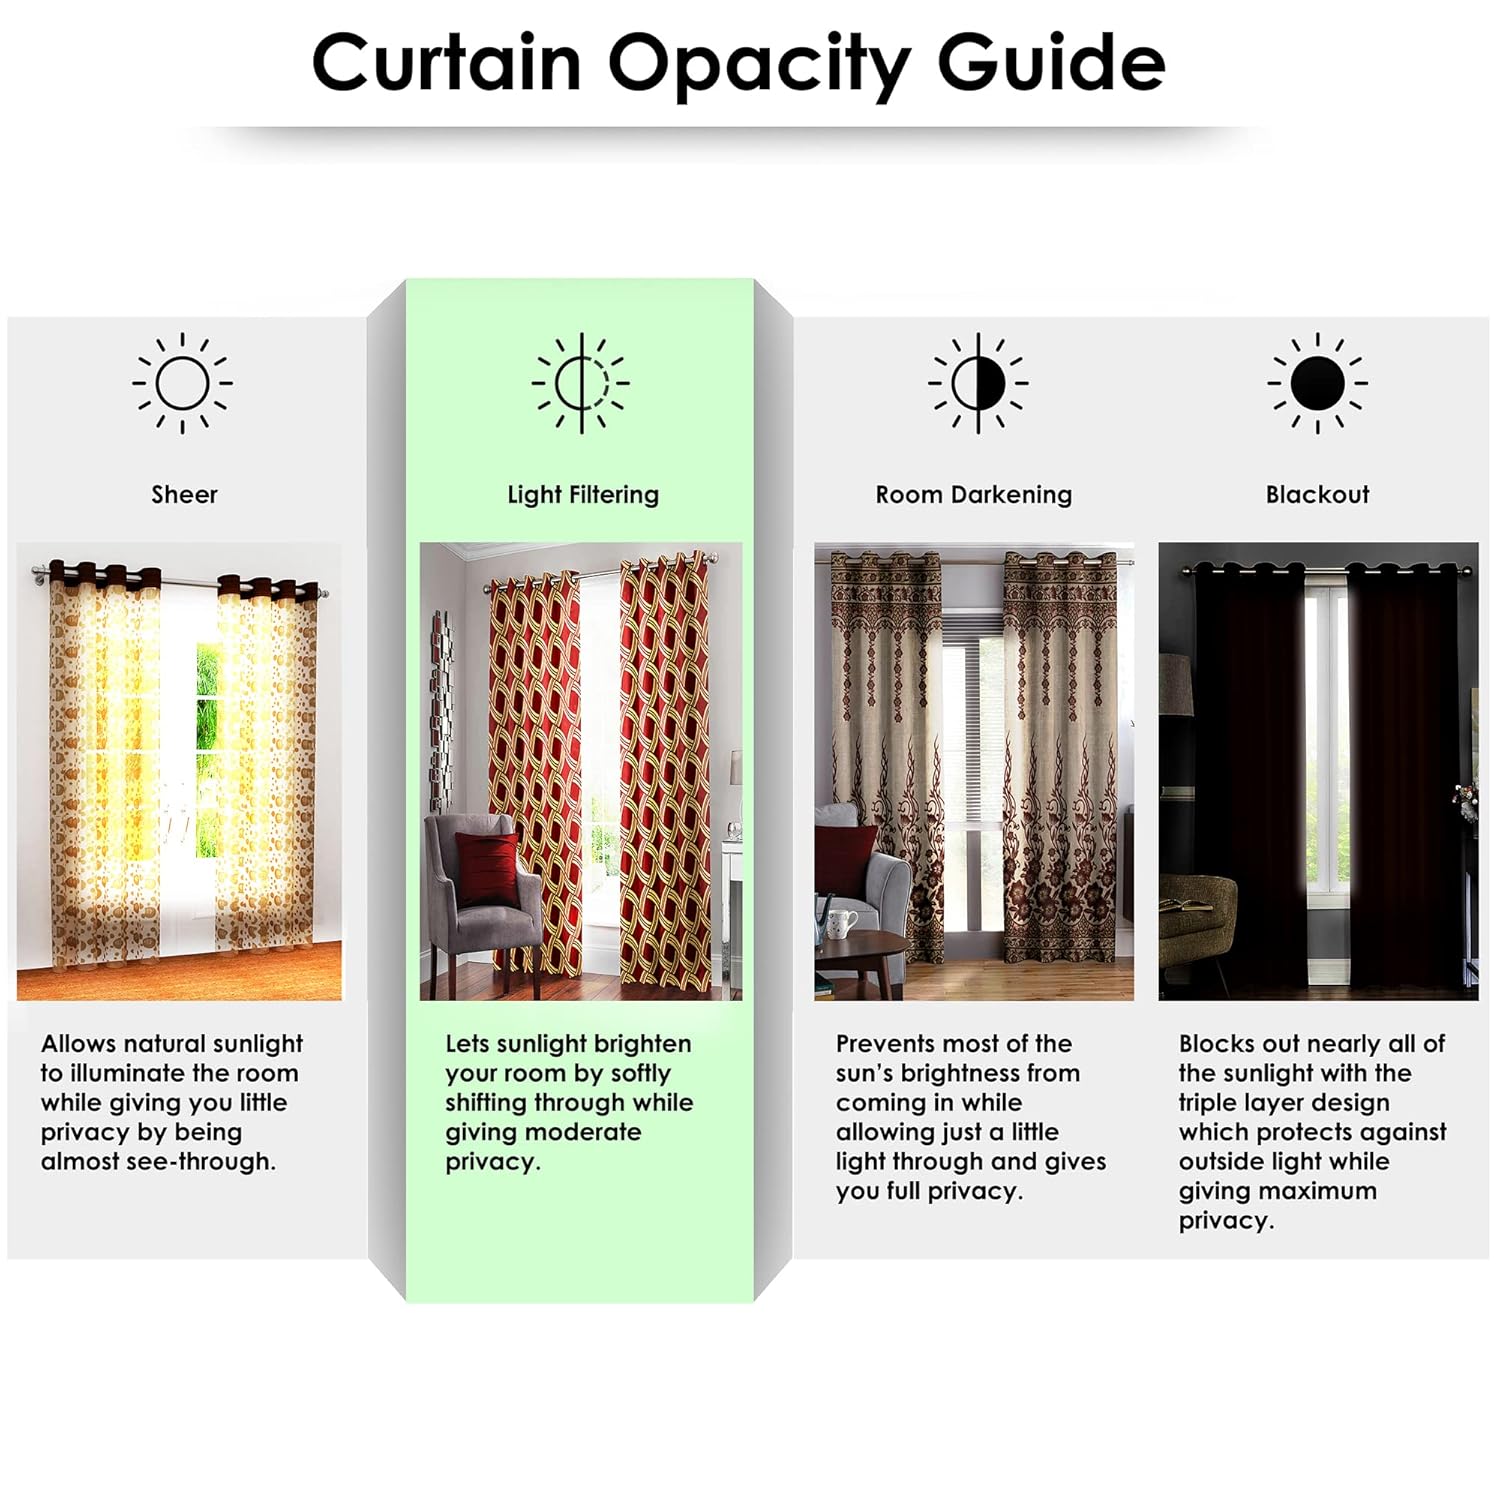 Curtain Opacity Guide
Sheer
Allows natural sunlight
to illuminate the room
while giving you little
privacy by being
almost see-through.
Light Filtering
Lets sunlight brighten
your room by softly
shifting through while
giving moderate
privacy.
Room Darkening
Prevents most of the
sun's brightness from
coming in while
allowing just a little
light through and gives
you full privacy.
Blackout
Blocks out nearly all of
the sunlight with the
triple layer design
which protects against
outside light while
giving maximum
privacy.